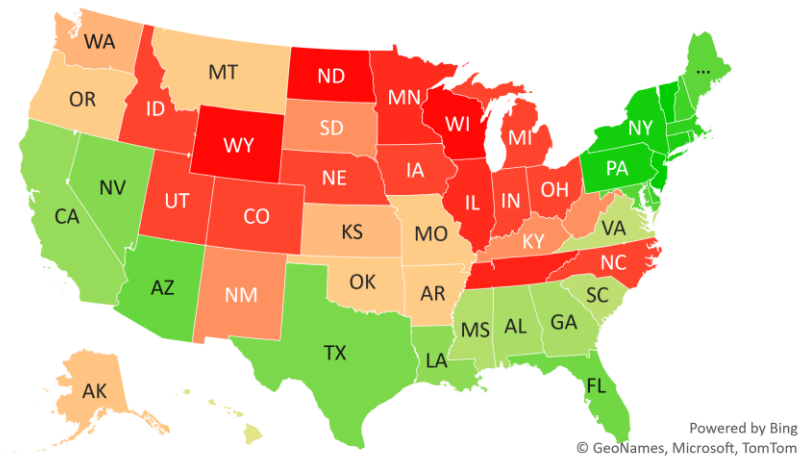 WA
MT
ND
MN
OR
ID
SD
WI
MI
NY
...
WY
IA
NE
PA
NV
UT
CO
IL
IN
OH
CA
KS
MO
KY
VA
AZ
NM
OK
AR
NC
SC
TX
LA
MS
AL
GA
FL
AK
Powered by Bing
© GeoNames, Microsoft, TomTom